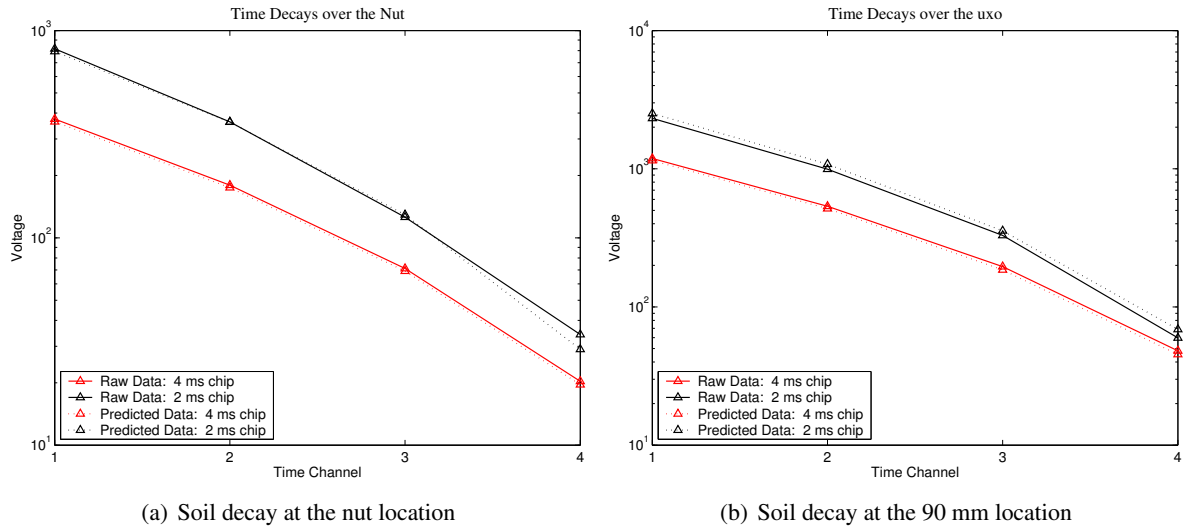 Time Decays over the Nut
10^3
10^2
10^1
Voltage
Raw Data: 4 ms chip
Raw Data: 2 ms chip
Predicted Data: 4 ms chip
Predicted Data: 2 ms chip
1 2 3 4
Time Channel
(a) Soil decay at the nut location
Time Decays over the uxo
10^4
10^3
10^2
10^1
Voltage
Raw Data: 4 ms chip
Raw Data: 2 ms chip
Predicted Data: 4 ms chip
Predicted Data: 2 ms chip
1 2 3 4
Time Channel
(b) Soil decay at the 90 mm location